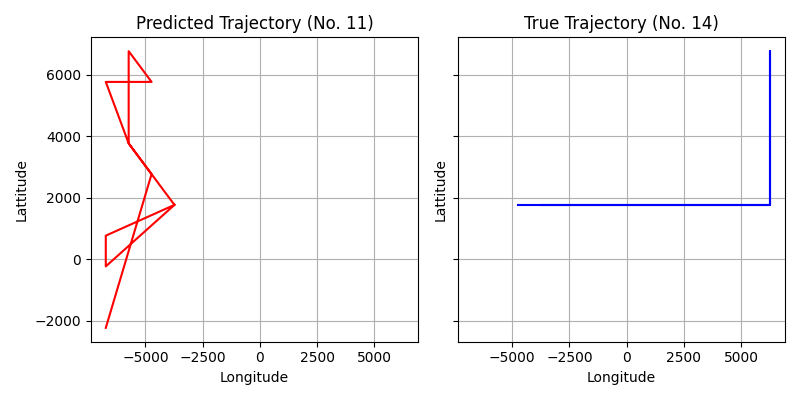 Predicted Trajectory (No. 11)
True Trajectory (No. 14)
Lattitude
6000
4000
2000
0
−2000
−5000 −2500 0 2500 5000
Longitude
Lattitude
−5000 −2500 0 2500 5000
Longitude